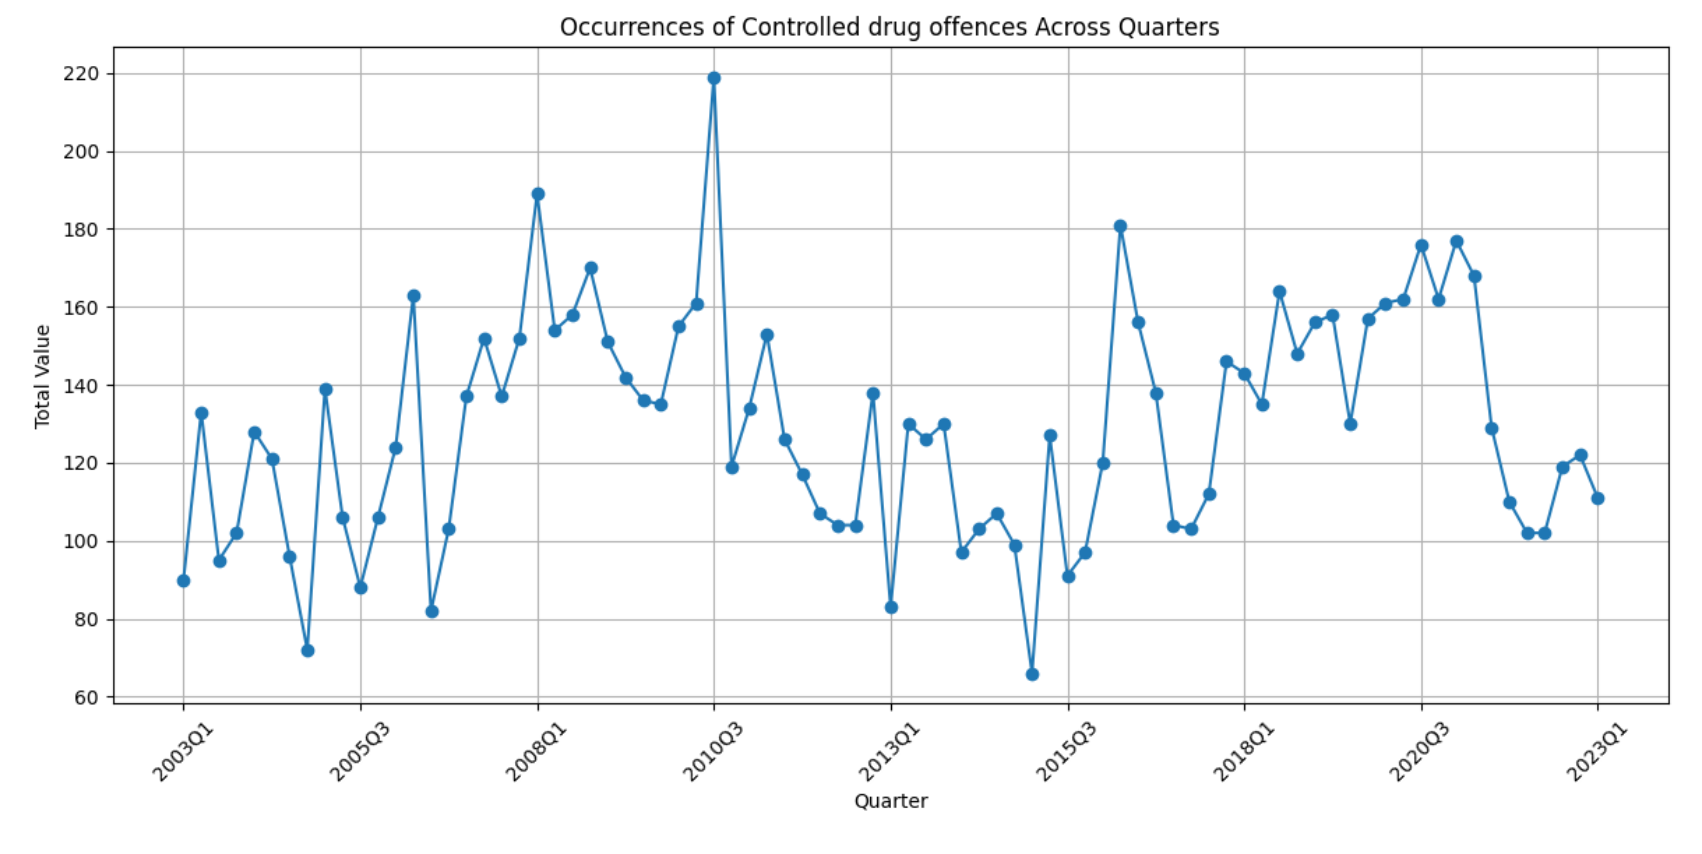 Occurrences of Controlled drug offences Across Quarters
Total Value
220
200
180
160
140
120
100
80
60
2003Q1
2005Q3
2008Q1
2010Q3
2013Q1
2015Q3
2018Q1
2020Q3
2023Q1
Quarter